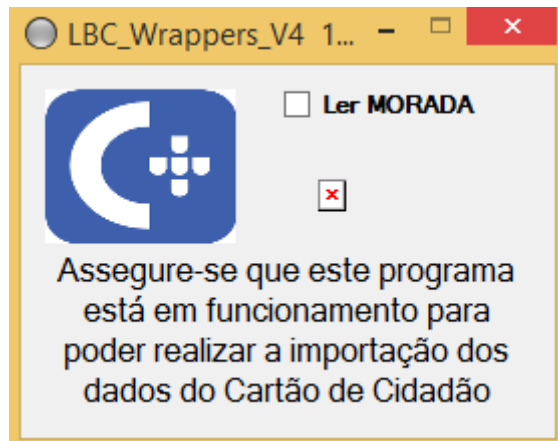 LBC_Wrappers_V4 1...
Ler MORADA
Assegure-se que este programa
está em funcionamento para
poder realizar a importação dos
dados do Cartão de Cidadão